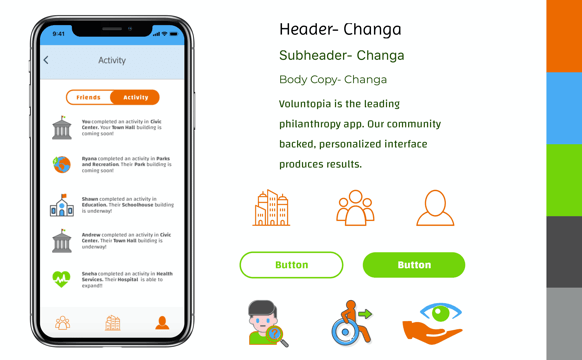 9:41
Activity
Friends
Activity
You completed an activity in Civic
Center. Your Town Hall building is
coming soon!
Ryana completed an activity in Parks
and Recreation. Their Park building is
coming soon!
Shawn completed an activity in
Education. Their Schoolhouse building
is underway!
Andrew completed an activity in Civic
Center. Their Town Hall building is
underway!
Sneha completed an activity in Health
Services. Their Hospital is able to
expand!!
Header- Changa
Subheader- Changa
Body Copy- Changa
Voluntopia is the leading
philanthropy app. Our community
backed, personalized interface
produces results.
Button
Button